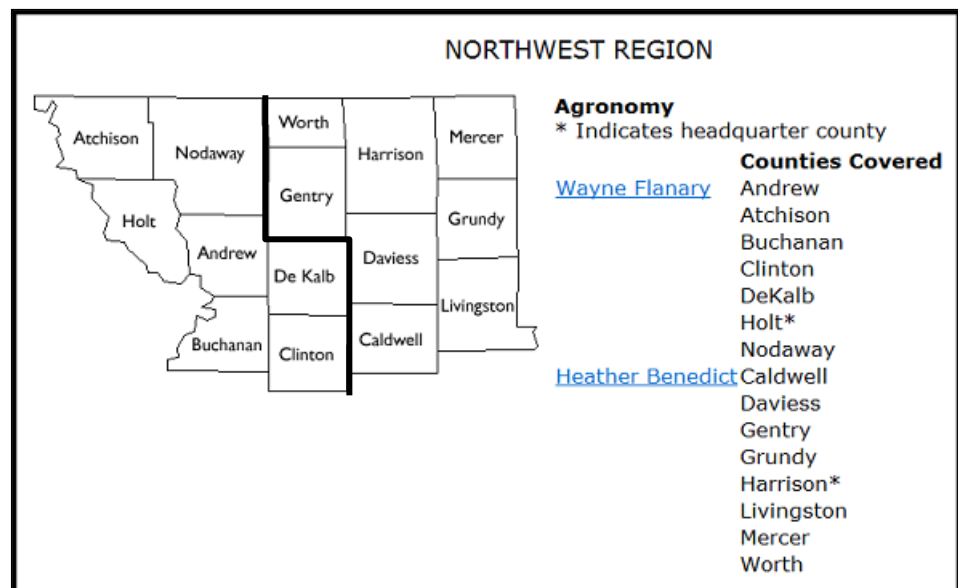 NORTHWEST REGION
Atchison
Nodaway
Worth
Harrison
Mercer
Gentry
Holt
Grundy
Andrew
De Kalb
Daviess
Livingston
Buchanan
Clinton
Caldwell
Agronomy
* Indicates headquarter county
Counties Covered
Wayne Flanary Andrew
Atchison
Buchanan
Clinton
DeKalb
Holt*
Nodaway
Heather Benedict Caldwell
Daviess
Gentry
Grundy
Harrison*
Livingston
Mercer
Worth